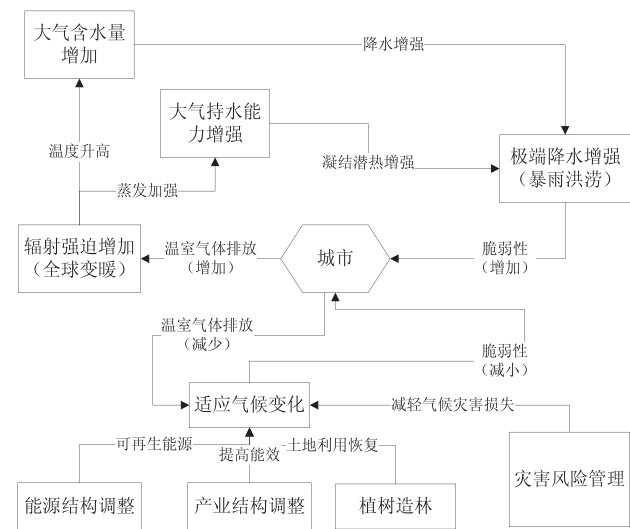 大气含水量
增加
降水增强
大气持水能
力增强
温度升高
凝结潜热增强
极端降水增强
（暴雨洪涝）
蒸发加强
辐射强迫增加
（全球变暖）
温室气体排放
（增加）
城市
脆弱性
（增加）
温室气体排放
（减少）
脆弱性
（减小）
适应气候变化
减轻气候灾害损失
可再生能源
提高能效
土地利用恢复
灾害风险管理
能源结构调整
产业结构调整
植树造林